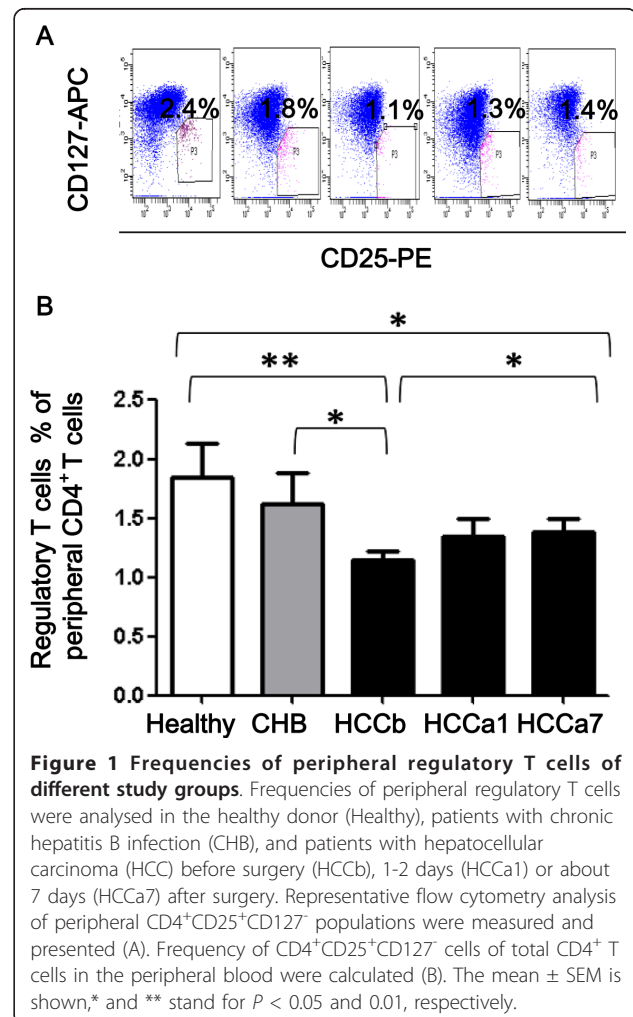 A
CD127-APC
2.4% 1.8% 1.1% 1.3% 1.4%
P3 P3 P3 P3 P3
CD25-PE
B
*
** *
*
Regulatory T cells % of
peripheral CD4⁺ T cells
2.5
2.0
1.5
1.0
0.5
0.0
Healthy CHB HCCb HCCa1 HCCa7
Figure 1 Frequencies of peripheral regulatory T cells of
different study groups. Frequencies of peripheral regulatory T cells
were analysed in the healthy donor (Healthy), patients with chronic
hepatitis B infection (CHB), and patients with hepatocellular
carcinoma (HCC) before surgery (HCCb), 1-2 days (HCCa1) or about
7 days (HCCa7) after surgery. Representative flow cytometry analysis
of peripheral CD4⁺CD25⁺CD127⁻ populations were measured and
presented (A). Frequency of CD4⁺CD25⁺CD127⁻ cells of total CD4⁺ T
cells in the peripheral blood were calculated (B). The mean ± SEM is
shown,* and ** stand for P < 0.05 and 0.01, respectively.